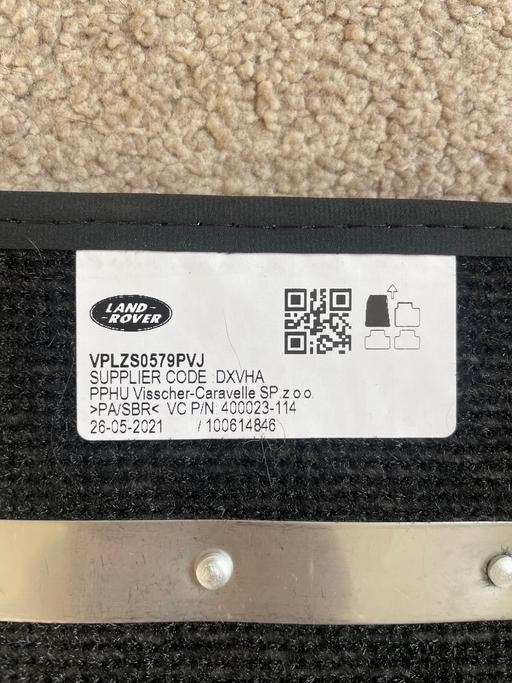 LAND-
-ROVER
VPLZS0579PVJ
SUPPLIER CODE :DXVHA
PPHU Visscher-Caravelle SP.z.o.o.
>PA/SBR< VC P/N: 400023-114
26-05-2021 / 100614846